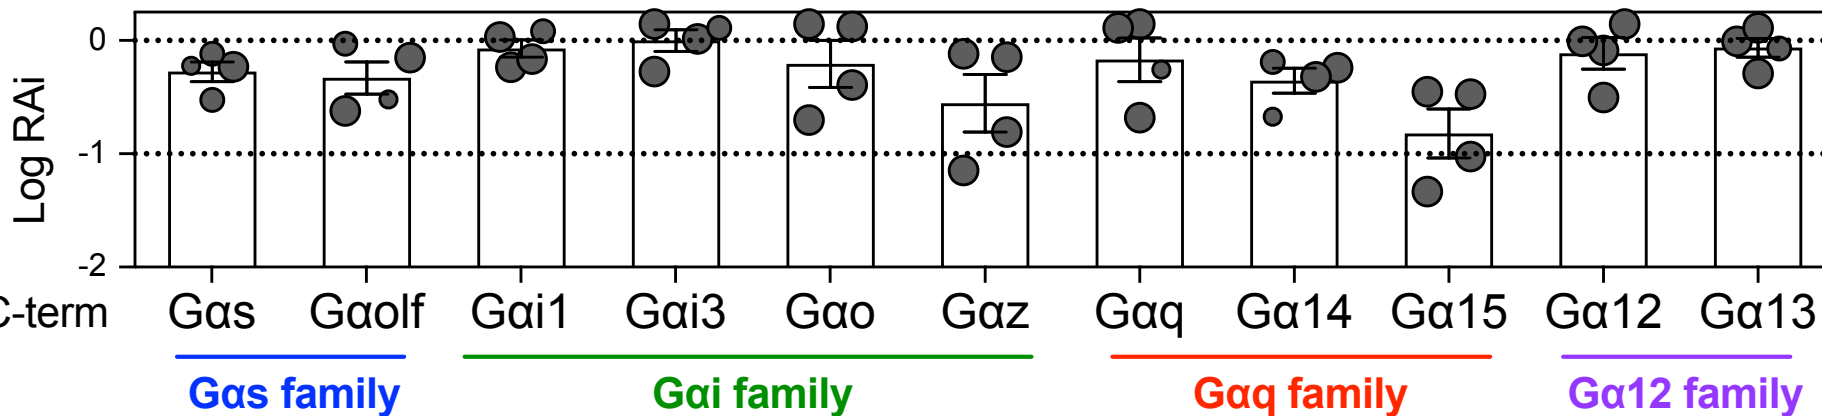 Log RAi
0
-1
-2
C-term Gαs Gαolf Gαi1 Gαi3 Gαo Gαz Gαq Gα14 Gα15 Gα12 Gα13
Gαs family Gαi family Gαq family Gα12 family